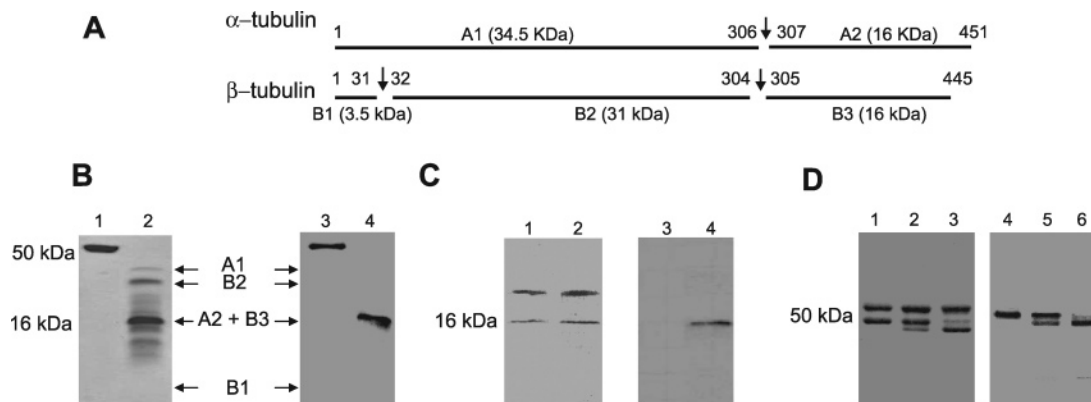 A
α–tubulin
1 A1 (34.5 KDa) 306 307 A2 (16 KDa) 451
β–tubulin
1 31 32 304 305 445
B1 (3.5 kDa) B2 (31 kDa) B3 (16 kDa)
B
1 2 3 4
50 kDa
A1
B2
16 kDa A2 + B3
B1
C
1 2 3 4
16 kDa
D
1 2 3 4 5 6
50 kDa